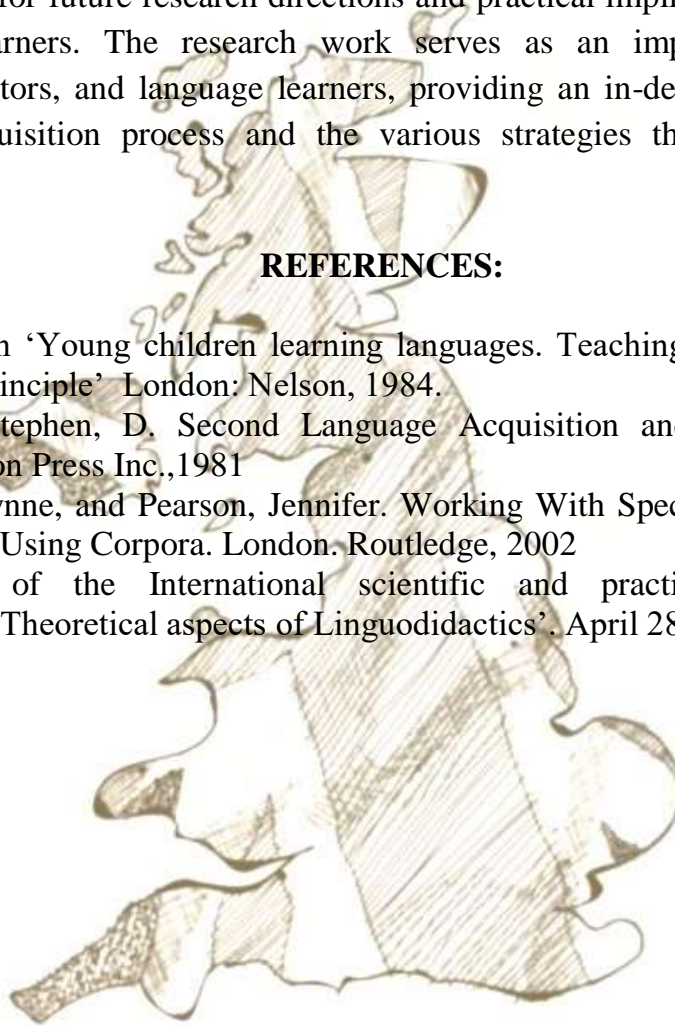 for future research directions and practical impli
arners. The research work serves as an imp
tors, and language learners, providing an in-de
uisition process and the various strategies th
REFERENCES:
n ‘Young children learning languages. Teaching
inciple’ London: Nelson, 1984.
tephen, D. Second Language Acquisition an
on Press Inc.,1981
ynne, and Pearson, Jennifer. Working With Spec
Using Corpora. London. Routledge, 2002
of the International scientific and practi
Theoretical aspects of Linguodidactics’. April 28